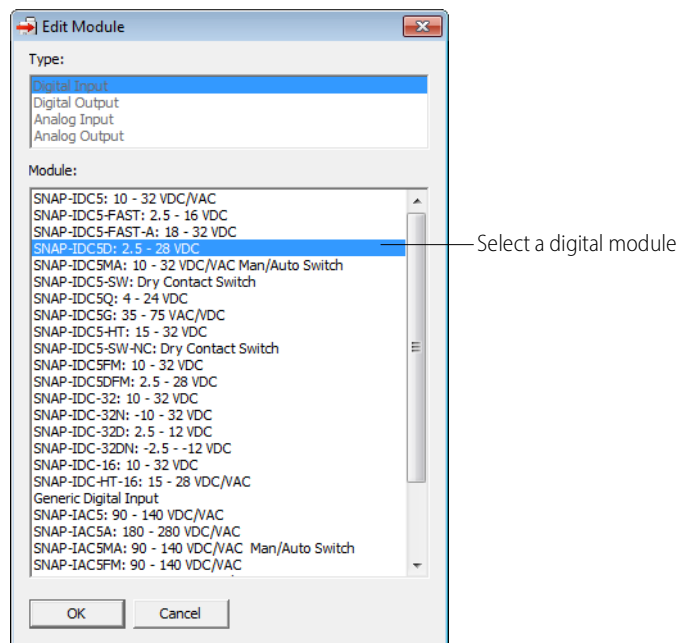 Edit Module
Type:
Digital Input
Digital Output
Analog Input
Analog Output
Module:
SNAP-IDC5: 10 - 32 VDC/VAC
SNAP-IDC5-FAST: 2.5 - 16 VDC
SNAP-IDC5-FAST-A: 18 - 32 VDC
SNAP-IDC5D: 2.5 - 28 VDC
Select a digital module
SNAP-IDC5MA: 10 - 32 VDC/VAC Man/Auto Switch
SNAP-IDC5-SW: Dry Contact Switch
SNAP-IDC5Q: 4 - 24 VDC
SNAP-IDC5G: 35 - 75 VAC/VDC
SNAP-IDC5-HT: 15 - 32 VDC
SNAP-IDC5-SW-NC: Dry Contact Switch
SNAP-IDC5FM: 10 - 32 VDC
SNAP-IDC5DFM: 2.5 - 28 VDC
SNAP-IDC-32: 10 - 32 VDC
SNAP-IDC-32N: -10 - 32 VDC
SNAP-IDC-32D: 2.5 - 12 VDC
SNAP-IDC-32DN: -2.5 - -12 VDC
SNAP-IDC-16: 10 - 32 VDC
SNAP-IDC-HT-16: 15 - 28 VDC/VAC
Generic Digital Input
SNAP-IAC5: 90 - 140 VDC/VAC
SNAP-IAC5A: 180 - 280 VDC/VAC
SNAP-IAC5MA: 90 - 140 VDC/VAC  Man/Auto Switch
SNAP-IAC5FM: 90 - 140 VDC/VAC
OK
Cancel